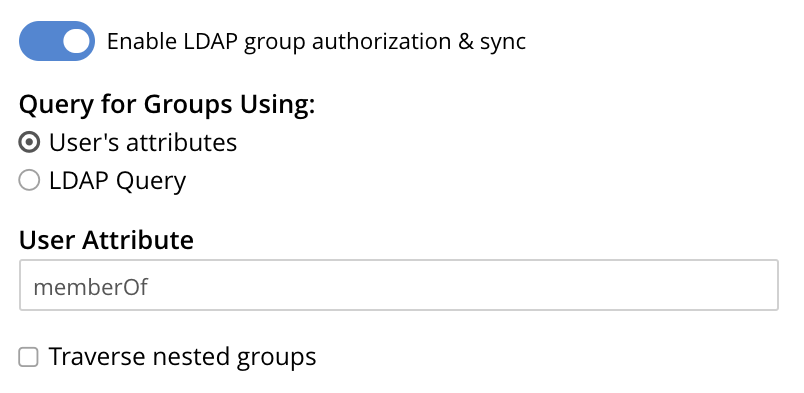 Enable LDAP group authorization & sync
Query for Groups Using:
User's attributes
LDAP Query
User Attribute
memberOf
Traverse nested groups